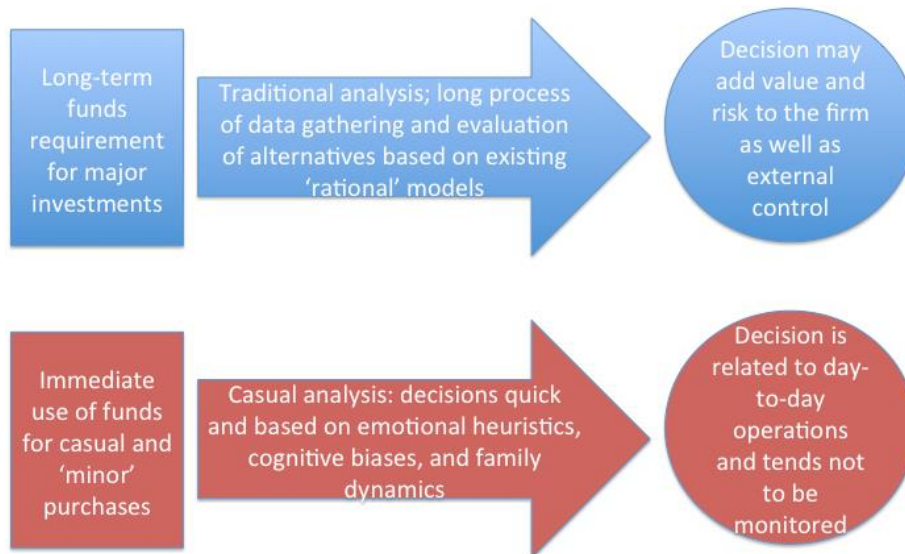 Long-term
funds
requirement
for major
investments
Traditional analysis; long process
of data gathering and evaluation
of alternatives based on existing
‘rational’ models
Decision may
add value and
risk to the firm
as well as
external
control
Immediate
use of funds
for casual and
‘minor’
purchases
Casual analysis: decisions quick
and based on emotional heuristics,
cognitive biases, and family
dynamics
Decision is
related to day-
to-day
operations
and tends not
to be
monitored